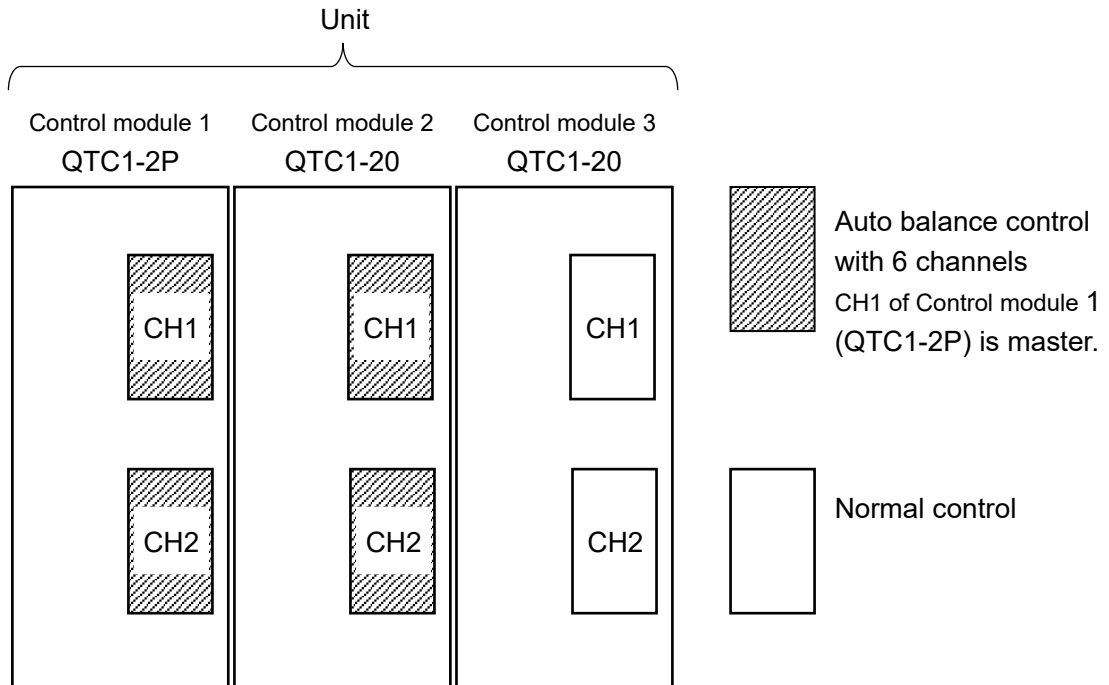 Unit
Control module 1 Control module 2 Control module 3
QTC1-2P QTC1-20 QTC1-20
Auto balance control
with 6 channels
CH1 of Control module 1
(QTC1-2P) is master.
CH1 CH1 CH1
CH2 CH2 CH2
Normal control